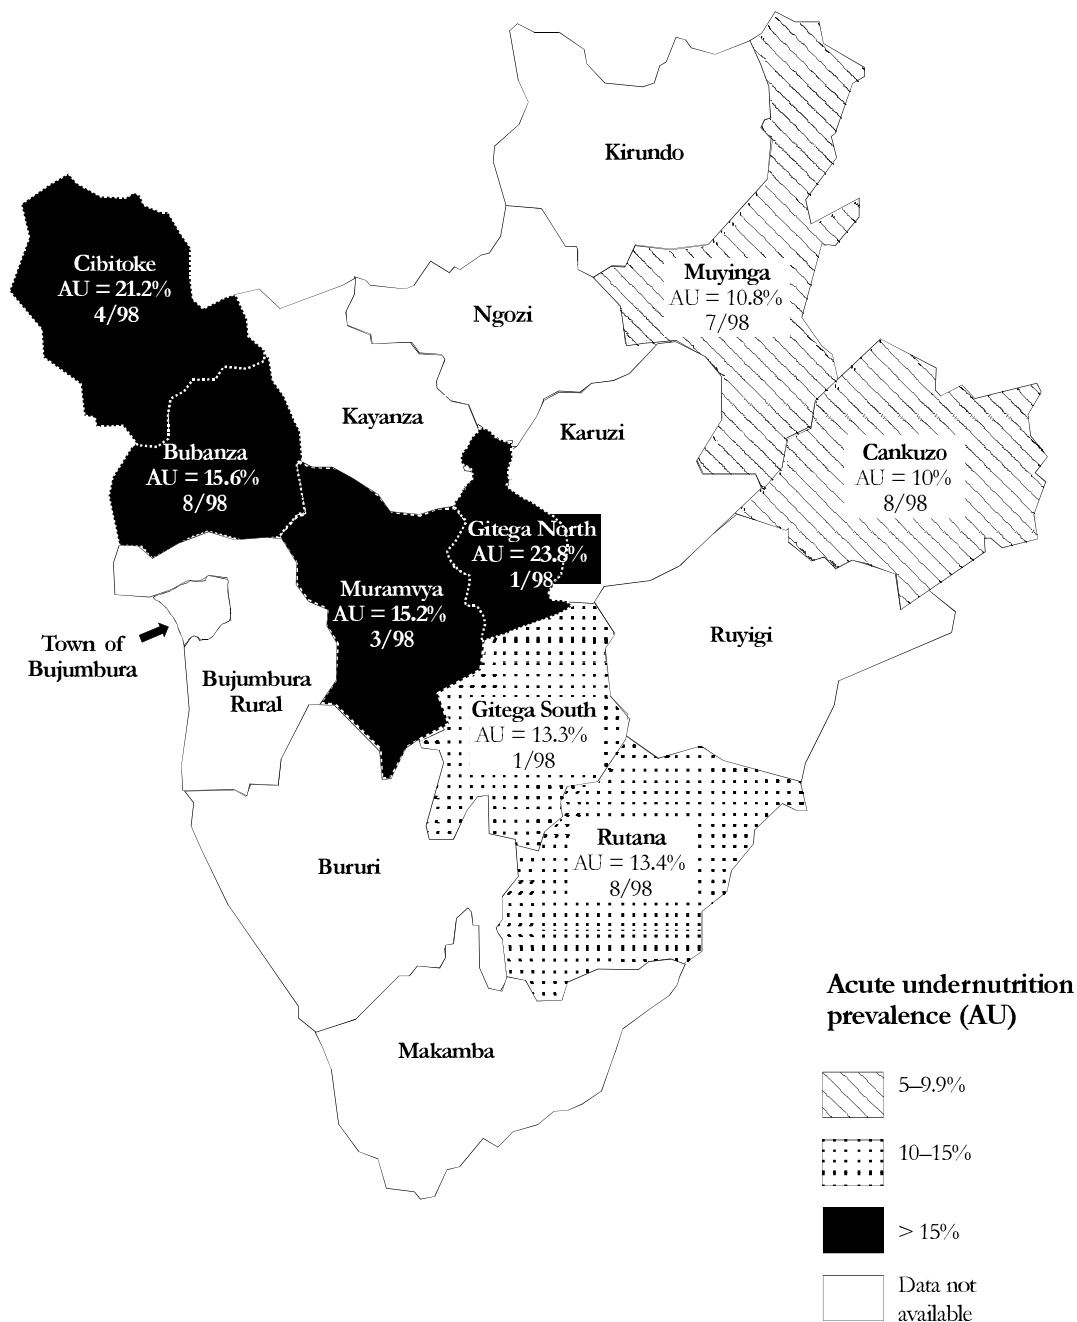 Kirundo
Cibitoke
AU = 21.2%
4/98
Muyinga
AU = 10.8%
7/98
Ngozi
Kayanza
Karuzi
Bubanza
AU = 15.6%
8/98
Cankuzo
AU = 10%
8/98
Gitega North
AU = 23.8%
1/98
Muramvya
AU = 15.2%
3/98
Town of
Bujumbura
Ruyigi
Bujumbura
Rural
Gitega South
AU = 13.3%
1/98
Rutana
AU = 13.4%
8/98
Bururi
Makamba
Acute undernutrition
prevalence (AU)
5–9.9%
10–15%
> 15%
Data not
available